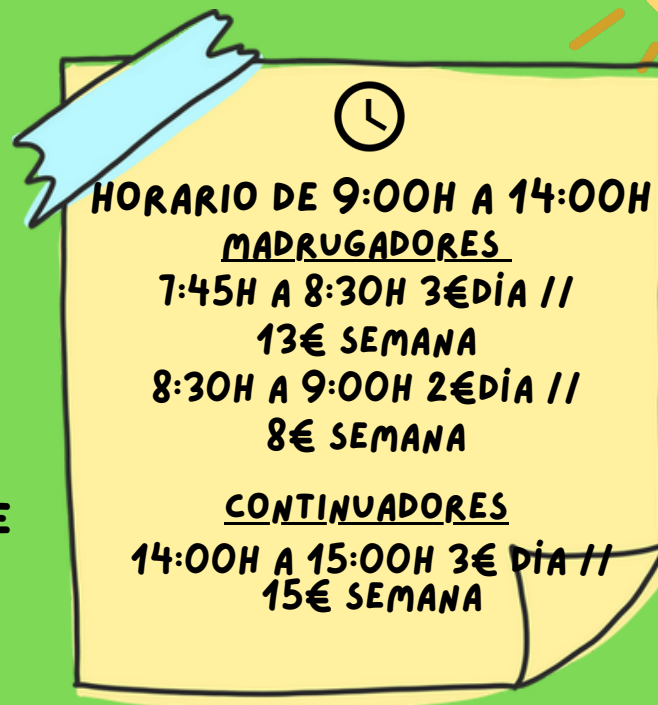 HORARIO DE 9:00H A 14:00H
MADRUGADORES
7:45H A 8:30H 3€DÍA //
13€ SEMANA
8:30H A 9:00H 2€DÍA //
8€ SEMANA
CONTINUADORES
14:00H A 15:00H 3€ DÍA //
15€ SEMANA